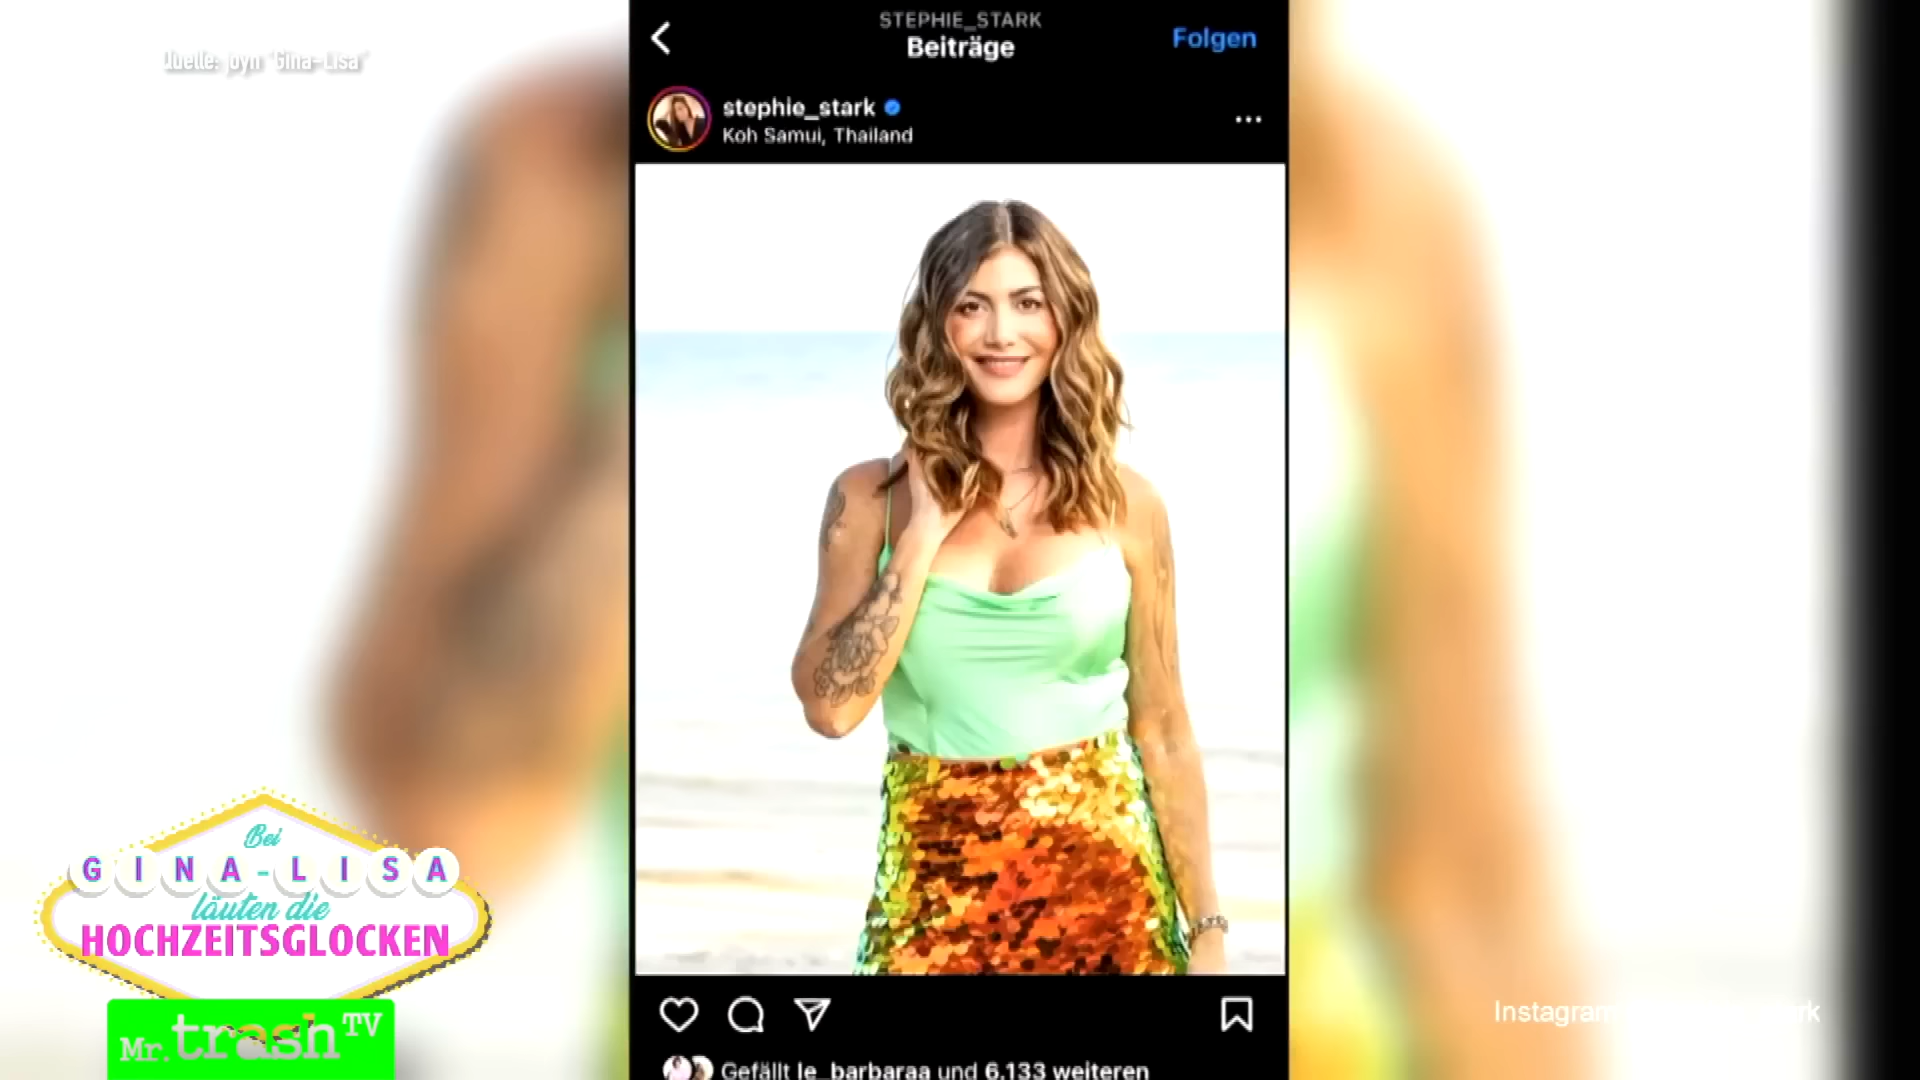 Quelle: joyn "Gina-Lisa"
STEPHIE_STARK
Beiträge
Folgen
stephie_stark
Koh Samui, Thailand
Bei
GINA-LISA
läuten die
HOCHZEITSGLOCKEN
Mr. trash TV
Instagram
Gefällt le_barbaraa und 6.133 weiteren